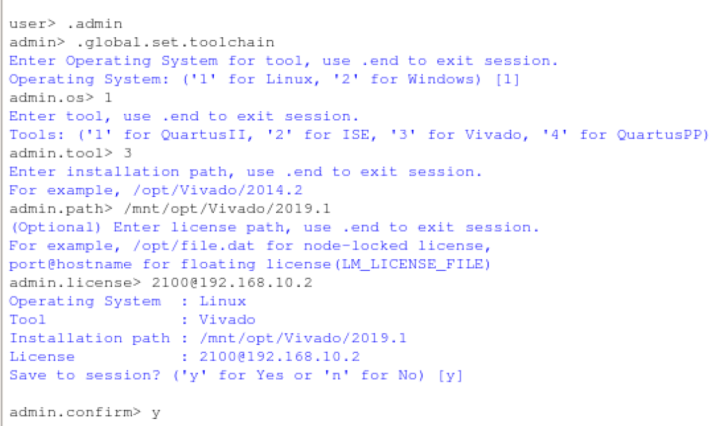 user> .admin
admin> .global.set.toolchain
Enter Operating System for tool, use .end to exit session.
Operating System: ('1' for Linux, '2' for Windows) [1]
admin.os> 1
Enter tool, use .end to exit session.
Tools: ('1' for QuartusII, '2' for ISE, '3' for Vivado, '4' for QuartusPP)
admin.tool> 3
Enter installation path, use .end to exit session.
For example, /opt/Vivado/2014.2
admin.path> /mnt/opt/Vivado/2019.1
(Optional) Enter license path, use .end to exit session.
For example, /opt/file.dat for node-locked license,
port@hostname for floating license(LM_LICENSE_FILE)
admin.license> 2100@192.168.10.2
Operating System  : Linux
Tool              : Vivado
Installation path : /mnt/opt/Vivado/2019.1
License           : 2100@192.168.10.2
Save to session? ('y' for Yes or 'n' for No) [y]
admin.confirm> y